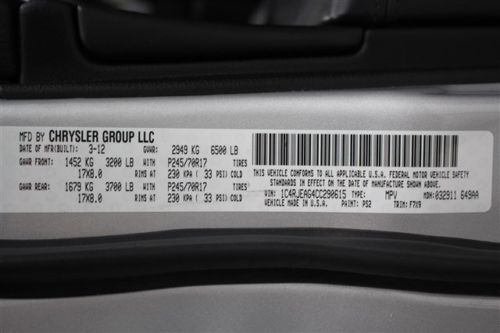 MFD BY CHRYSLER GROUP LLC
DATE OF MFR(BUILT): 3-12 GVWR: 2949 KG 6500 LB
GAWR FRONT: 1452 KG 3200 LB WITH P245/70R17 TIRES
17X8.0 RIMS AT 230 KPA ( 33 PSI) COLD
GAWR REAR: 1679 KG 3700 LB WITH P245/70R17 TIRES
17X8.0 RIMS AT 230 KPA ( 33 PSI) COLD
THIS VEHICLE CONFORMS TO ALL APPLICABLE U.S.A. FEDERAL MOTOR VEHICLE SAFETY
STANDARDS IN EFFECT ON THE DATE OF MANUFACTURE SHOWN ABOVE.
VIN: 1C4RJEAG4CC290615 TYPE: MPV MDH: 032911 649AA
VEHICLE MADE IN U.S.A. PAINT: PS2 TRIM: F7X9